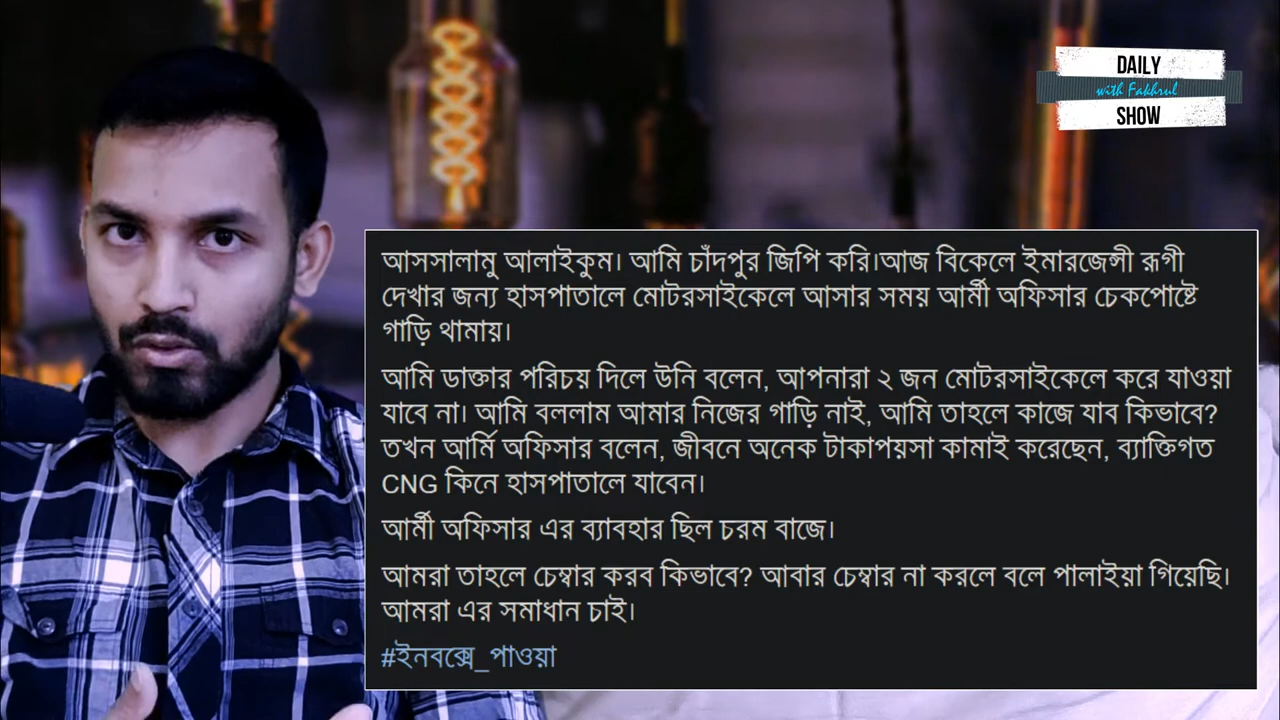 DAILY
with Fakhrul
SHOW
আসসালামু আলাইকুম। আমি চাঁদপুর জিপি করি।আজ বিকেলে ইমারজেন্সী রূগী
দেখার জন্য হাসপাতালে মোটরসাইকেলে আসার সময় আর্মী অফিসার চেকপোষ্টে
গাড়ি থামায়।
আমি ডাক্তার পরিচয় দিলে উনি বলেন, আপনারা ২ জন মোটরসাইকেলে করে যাওয়া
যাবে না। আমি বললাম আমার নিজের গাড়ি নাই, আমি তাহলে কাজে যাব কিভাবে?
তখন আর্মি অফিসার বলেন, জীবনে অনেক টাকাপয়সা কামাই করেছেন, ব্যাক্তিগত
CNG কিনে হাসপাতালে যাবেন।
আর্মী অফিসার এর ব্যাবহার ছিল চরম বাজে।
আমরা তাহলে চেম্বার করব কিভাবে? আবার চেম্বার না করলে বলে পালাইয়া গিয়েছি।
আমরা এর সমাধান চাই।
#ইনবক্সে_পাওয়া